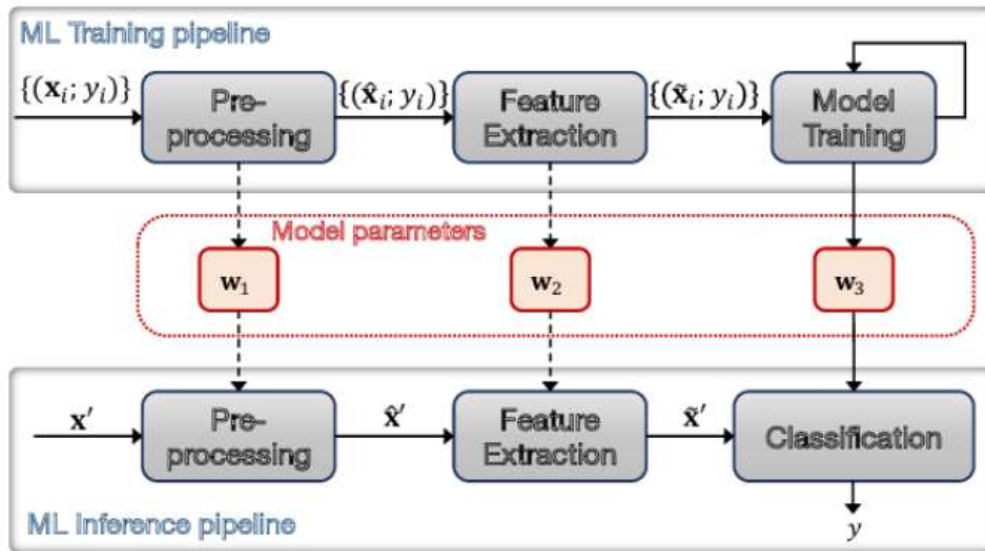 ML Training pipeline
{(𝐱ᵢ; yᵢ)}
Pre-
processing
{(𝐱̂ᵢ; yᵢ)}
Feature
Extraction
{(𝐱̃ᵢ; yᵢ)}
Model
Training
Model parameters
𝐰₁
𝐰₂
𝐰₃
𝐱′
Pre-
processing
𝐱̂′
Feature
Extraction
𝐱̃′
Classification
y
ML Inference pipeline